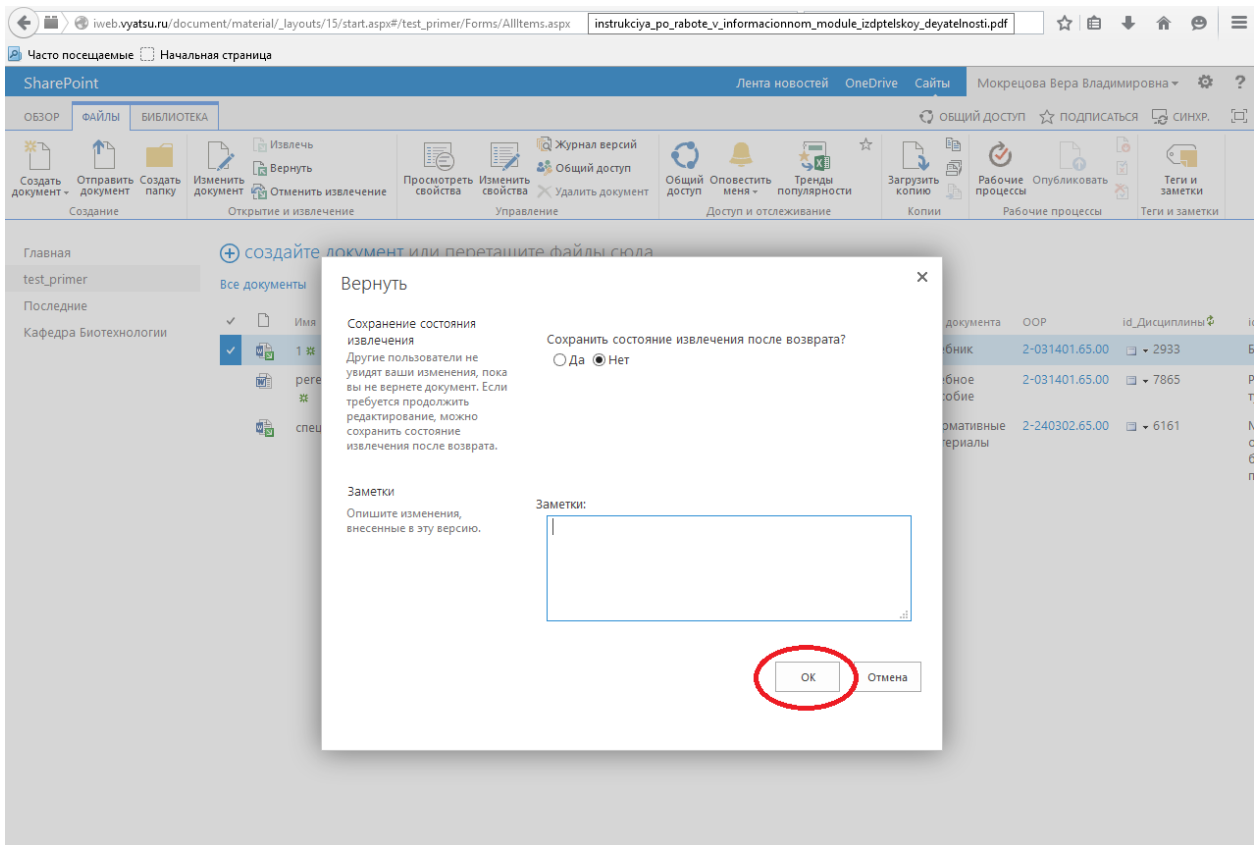 iweb.vyatsu.ru/document/material/_layouts/15/start.aspx#/test_primer/Forms/AllItems.aspx
instrukciya_po_rabote_v_informacionnom_module_izdptelskoy_deyatelnosti.pdf
Часто посещаемые Начальная страница
SharePoint Лента новостей OneDrive Сайты Мокрецова Вера Владимировна ?
ОБЗОР ФАЙЛЫ БИБЛИОТЕКА ОБЩИЙ ДОСТУП ПОДПИСАТЬСЯ СИНХР.
Создать документ
Отправить документ
Создать папку
Создание
Изменить документ
Извлечь
Вернуть
Отменить извлечение
Открытие и извлечение
Просмотреть свойства
Изменить свойства
Журнал версий
Общий доступ
Удалить документ
Управление
Общий доступ
Оповестить меня
Тренды популярности
Доступ и отслеживание
Загрузить копию
Копии
Рабочие процессы
Опубликовать
Рабочие процессы
Теги и заметки
Теги и заметки
Главная
test_primer
Последние
Кафедра Биотехнологии
создайте документ или перетащите файлы сюда
Все документы
Имя документа ООР id_Дисциплины
1 бник 2-031401.65.00 2933
pere ебное 2-031401.65.00 7865
собие
спец рмативные 2-240302.65.00 6161
териалы
Вернуть
Сохранение состояния
извлечения
Другие пользователи не
увидят ваши изменения, пока
вы не вернете документ. Если
требуется продолжить
редактирование, можно
сохранить состояние
извлечения после возврата.
Сохранить состояние извлечения после возврата?
Да Нет
Заметки
Опишите изменения,
внесенные в эту версию.
Заметки:
ОК Отмена